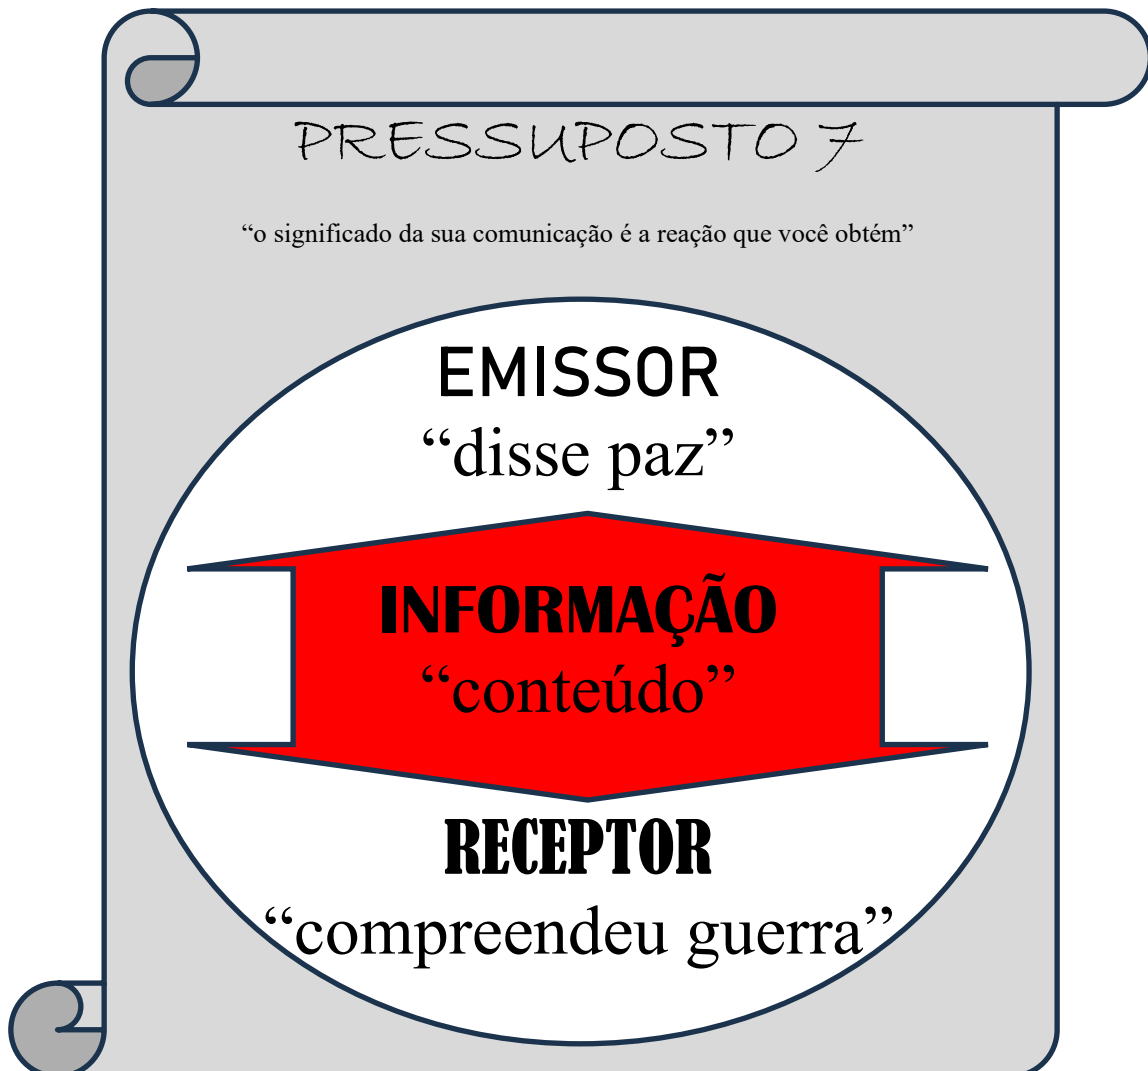 PRESSUPOSTO 7
“o significado da sua comunicação é a reação que você obtém”
EMISSOR
“disse paz”
INFORMAÇÃO
“conteúdo”
RECEPTOR
“compreendeu guerra”